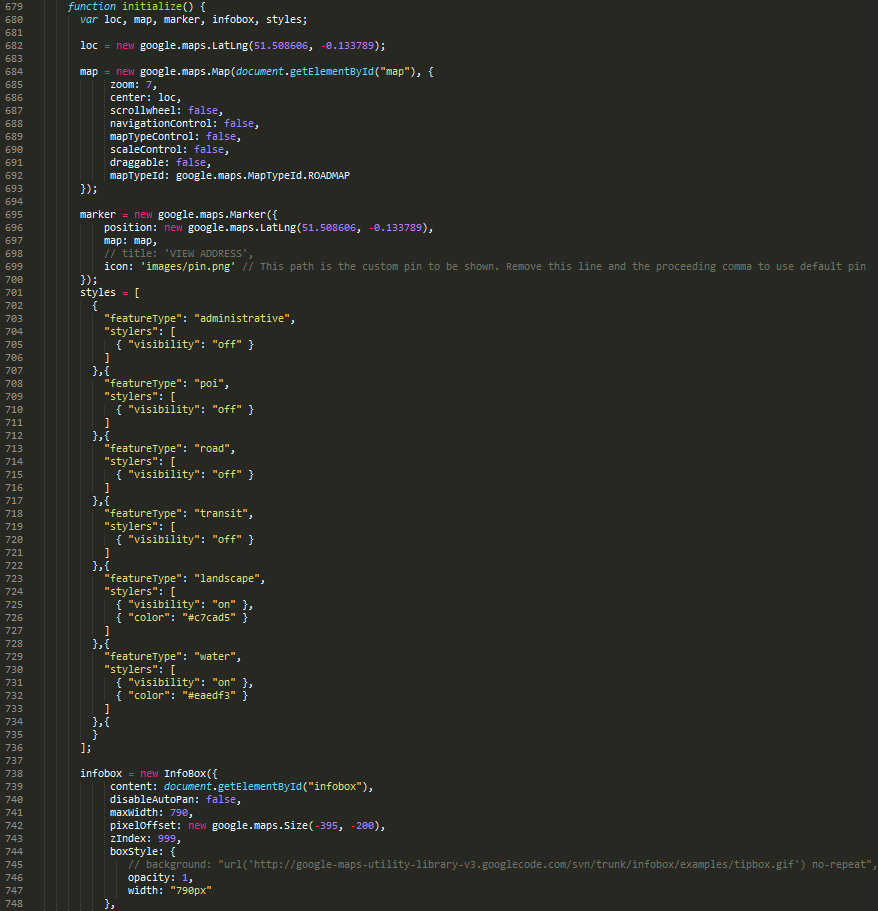 679 function initialize() {
680 var loc, map, marker, infobox, styles;
681
682 loc = new google.maps.LatLng(51.508606, -0.133789);
683
684 map = new google.maps.Map(document.getElementById("map"), {
685 zoom: 7,
686 center: loc,
687 scrollwheel: false,
688 navigationControl: false,
689 mapTypeControl: false,
690 scaleControl: false,
691 draggable: false,
692 mapTypeId: google.maps.MapTypeId.ROADMAP
693 });
694
695 marker = new google.maps.Marker({
696 position: new google.maps.LatLng(51.508606, -0.133789),
697 map: map,
698 // title: 'VIEW ADDRESS',
699 icon: 'images/pin.png' // This path is the custom pin to be shown. Remove this line and the proceeding comma to use default pin
700 });
701 styles = [
702 {
703 "featureType": "administrative",
704 "stylers": [
705 { "visibility": "off" }
706 ]
707 },{
708 "featureType": "poi",
709 "stylers": [
710 { "visibility": "off" }
711 ]
712 },{
713 "featureType": "road",
714 "stylers": [
715 { "visibility": "off" }
716 ]
717 },{
718 "featureType": "transit",
719 "stylers": [
720 { "visibility": "off" }
721 ]
722 },{
723 "featureType": "landscape",
724 "stylers": [
725 { "visibility": "on" },
726 { "color": "#c7cad5" }
727 ]
728 },{
729 "featureType": "water",
730 "stylers": [
731 { "visibility": "on" },
732 { "color": "#eaedf3" }
733 ]
734 },{
735 }
736 ];
737
738 infobox = new InfoBox({
739 content: document.getElementById("infobox"),
740 disableAutoPan: false,
741 maxWidth: 790,
742 pixelOffset: new google.maps.Size(-395, -200),
743 zIndex: 999,
744 boxStyle: {
745 // background: "url('http://google-maps-utility-library-v3.googlecode.com/svn/trunk/infobox/examples/tipbox.gif') no-repeat",
746 opacity: 1,
747 width: "790px"
748 },